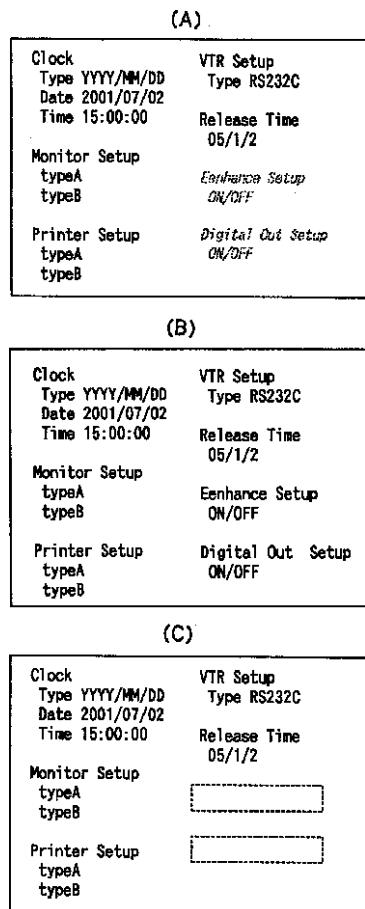 (A)
Clock
Type YYYY/MM/DD
Date 2001/07/02
Time 15:00:00
Monitor Setup
typeA
typeB
Printer Setup
typeA
typeB
VTR Setup
Type RS232C
Release Time
05/1/2
Eenhance Setup
ON/OFF
Digital Out Setup
ON/OFF
(B)
Clock
Type YYYY/MM/DD
Date 2001/07/02
Time 15:00:00
Monitor Setup
typeA
typeB
Printer Setup
typeA
typeB
VTR Setup
Type RS232C
Release Time
05/1/2
Eenhance Setup
ON/OFF
Digital Out Setup
ON/OFF
(C)
Clock
Type YYYY/MM/DD
Date 2001/07/02
Time 15:00:00
Monitor Setup
typeA
typeB
Printer Setup
typeA
typeB
VTR Setup
Type RS232C
Release Time
05/1/2